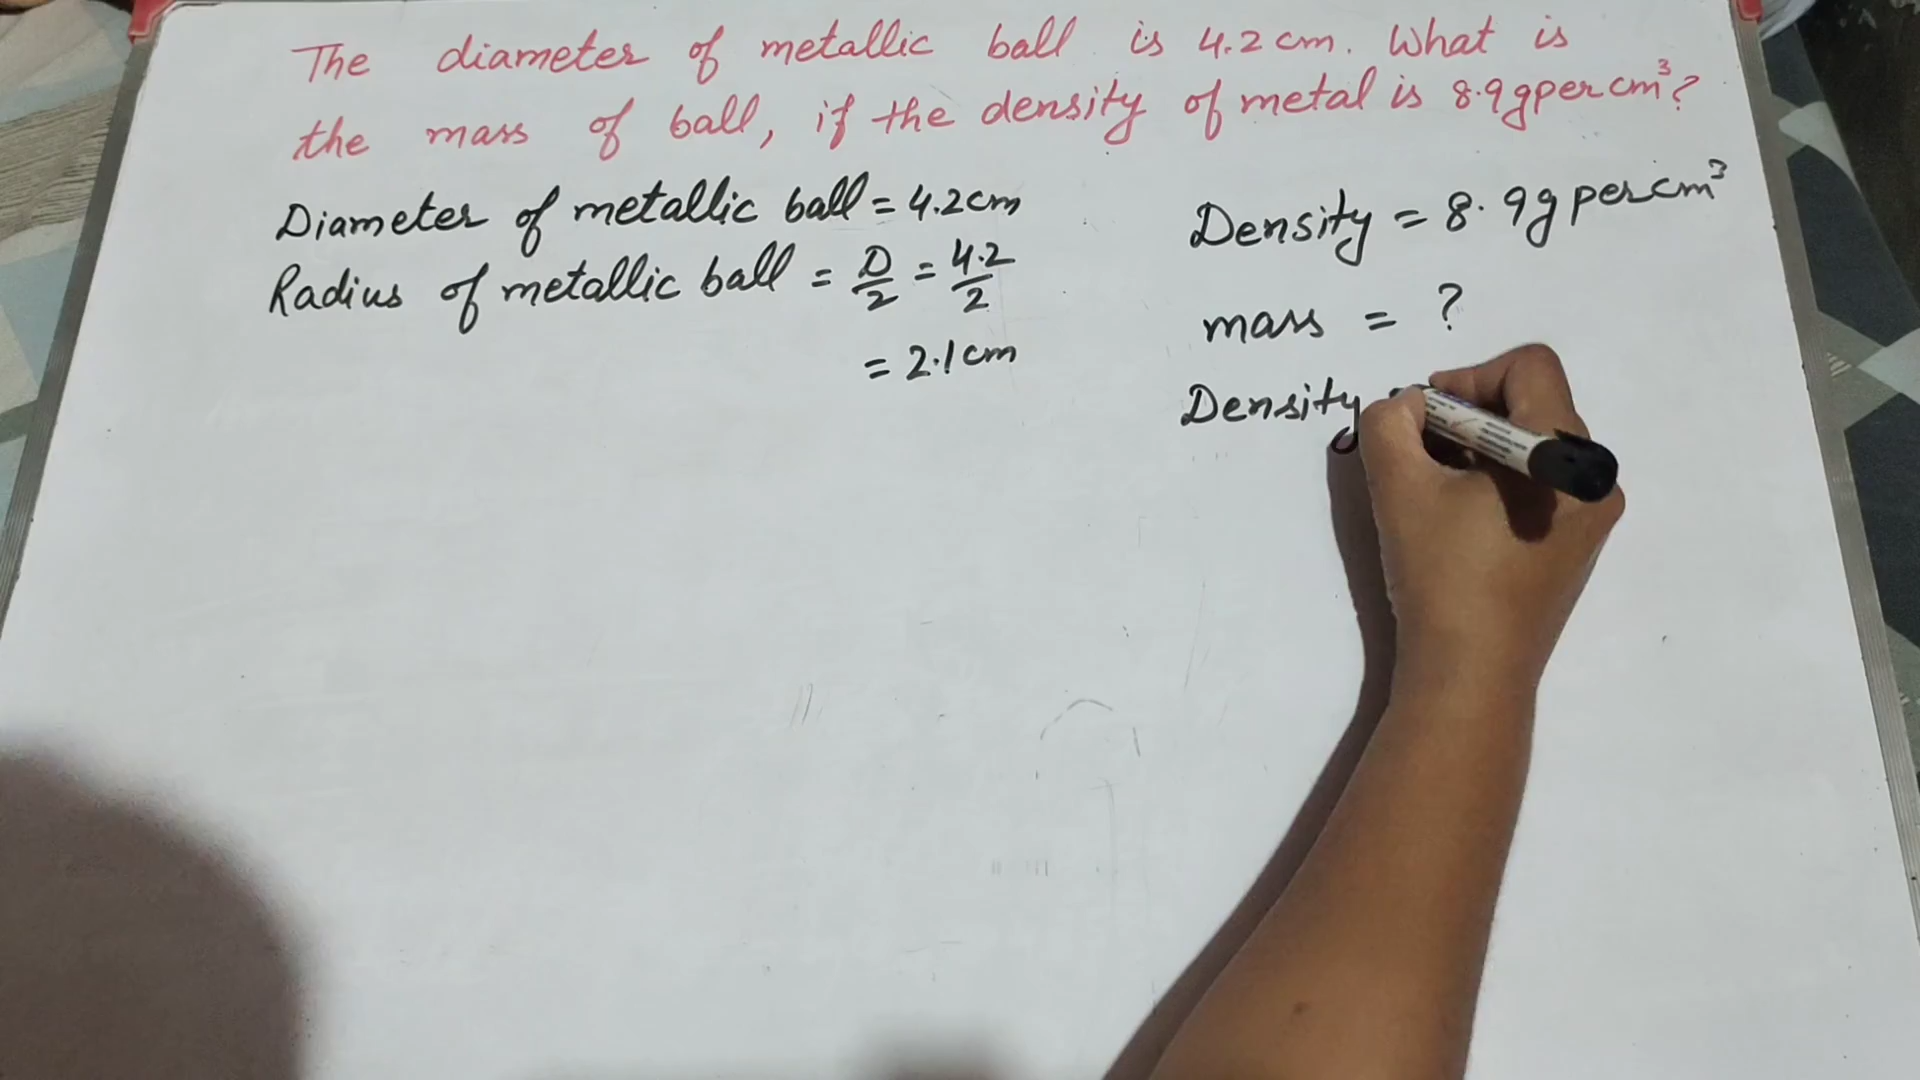 The diameter of metallic ball is 4.2 cm. What is
the mass of ball, if the density of metal is 8.9g per cm³?
Diameter of metallic ball = 4.2cm
Radius of metallic ball = D/2 = 4.2/2
= 2.1cm
Density = 8.9g per cm³
mass = ?
Density